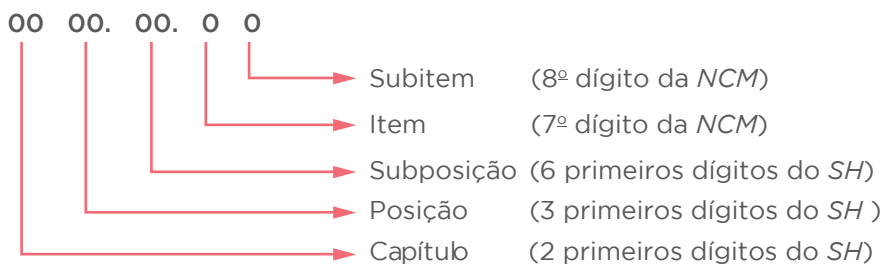 00 00. 00. 0 0
Subitem (8º dígito da NCM)
Item (7º dígito da NCM)
Subposição (6 primeiros dígitos do SH)
Posição (3 primeiros dígitos do SH )
Capítulo (2 primeiros dígitos do SH)